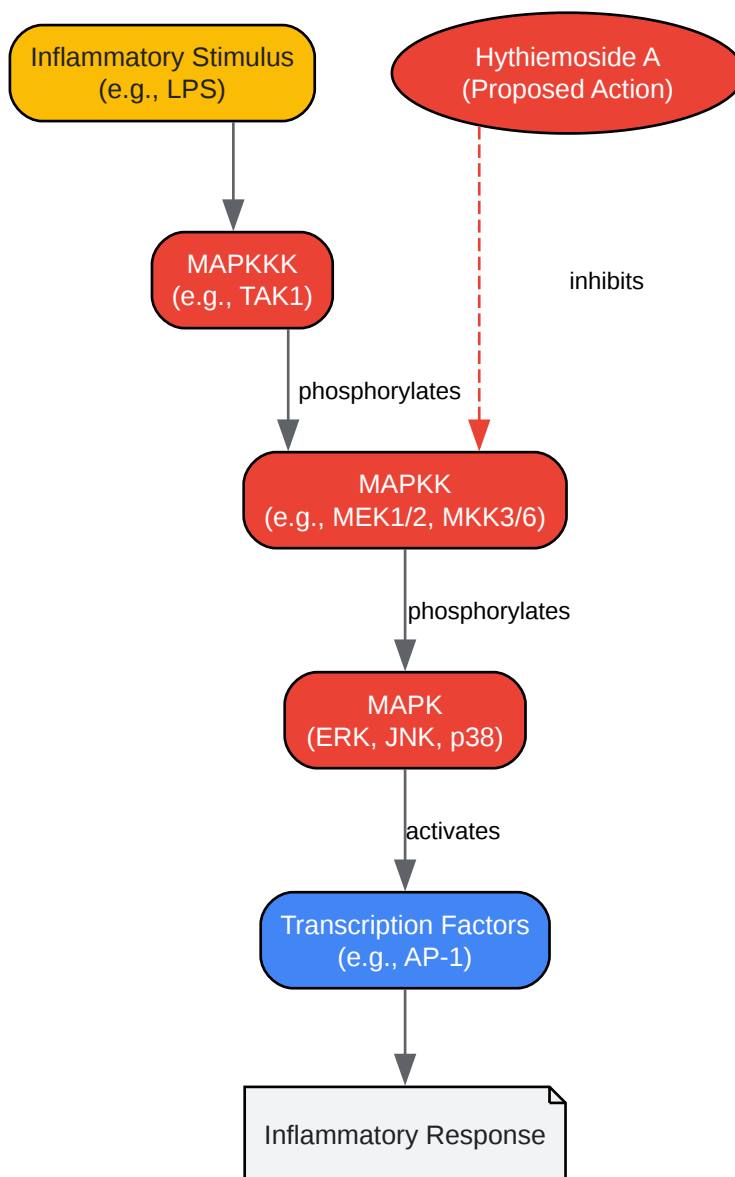 Inflammatory Stimulus
(e.g., LPS)
Hythiemoside A
(Proposed Action)
MAPKKK
(e.g., TAK1)
inhibits
phosphorylates
MAPKK
(e.g., MEK1/2, MKK3/6)
phosphorylates
MAPK
(ERK, JNK, p38)
activates
Transcription Factors
(e.g., AP-1)
Inflammatory Response